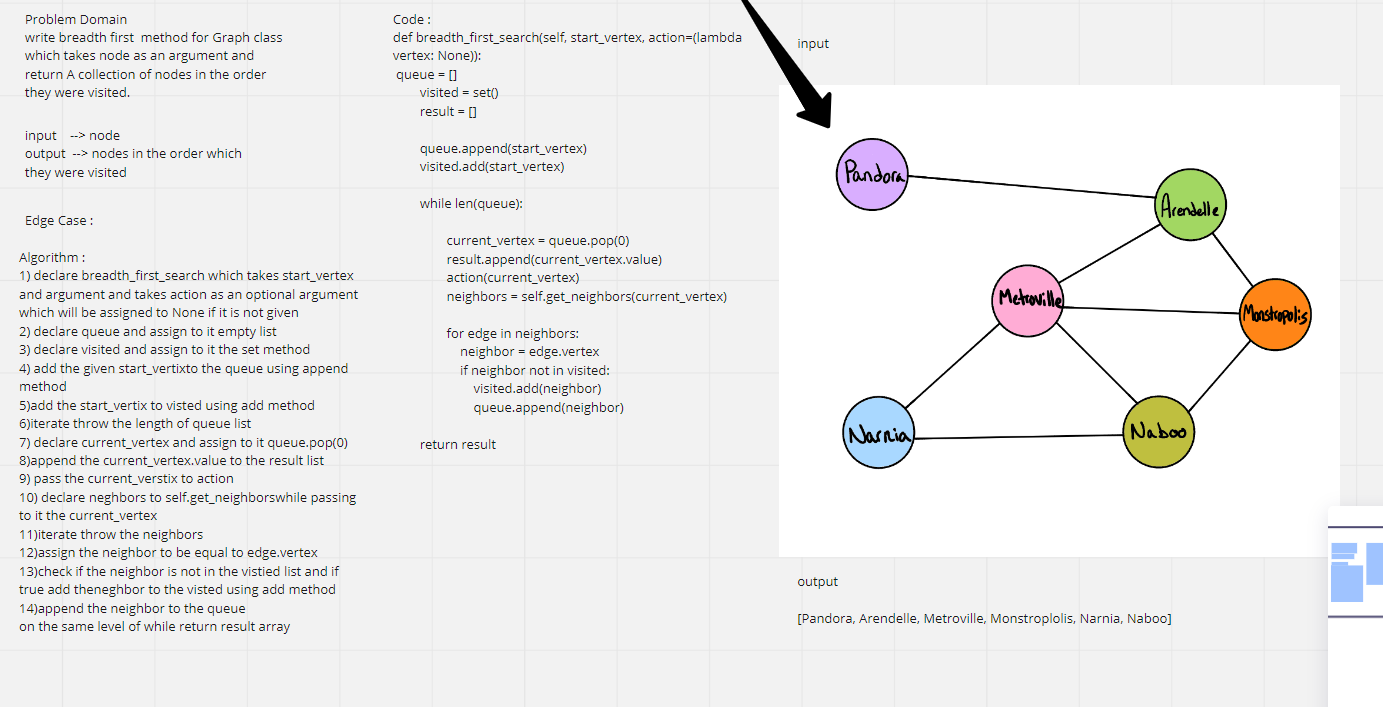 Problem Domain
write breadth first  method for Graph class
which takes node as an argument and
return A collection of nodes in the order
they were visited.
input    --> node
output  --> nodes in the order which
they were visited
Edge Case :
Algorithm :
1) declare breadth_first_search which takes start_vertex
and argument and takes action as an optional argument
which will be assigned to None if it is not given
2) declare queue and assign to it empty list
3) declare visited and assign to it the set method
4) add the given start_vertixto the queue using append
method
5)add the start_vertix to visted using add method
6)iterate throw the length of queue list
7) declare current_vertex and assign to it queue.pop(0)
8)append the current_vertex.value to the result list
9) pass the current_verstix to action
10) declare neghbors to self.get_neighborswhile passing
to it the current_vertex
11)iterate throw the neighbors
12)assign the neighbor to be equal to edge.vertex
13)check if the neighbor is not in the vistied list and if
true add theneghbor to the visted using add method
14)append the neighbor to the queue
on the same level of while return result array
Code :
def breadth_first_search(self, start_vertex, action=(lambda
vertex: None)):
queue = []
visited = set()
result = []
queue.append(start_vertex)
visited.add(start_vertex)
while len(queue):
current_vertex = queue.pop(0)
result.append(current_vertex.value)
action(current_vertex)
neighbors = self.get_neighbors(current_vertex)
for edge in neighbors:
neighbor = edge.vertex
if neighbor not in visited:
visited.add(neighbor)
queue.append(neighbor)
return result
input
Pandora
Arendelle
Metroville
Monstropolis
Narnia
Naboo
output
[Pandora, Arendelle, Metroville, Monstroplolis, Narnia, Naboo]